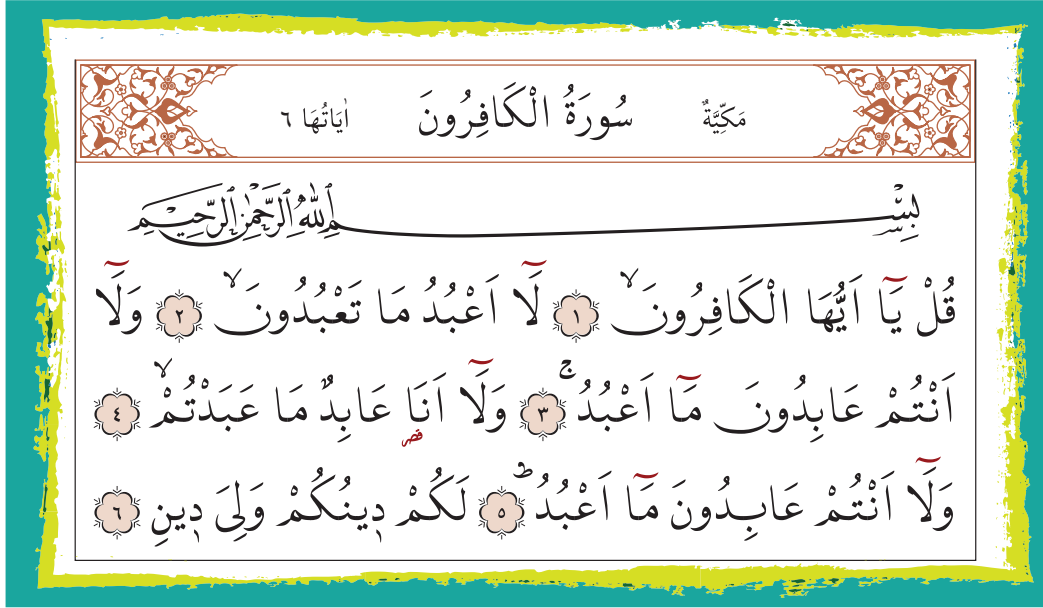 مَكِّيَّةٌ سُورَةُ الْكَافِرُونَ اٰيَاتُهَا ٦
بِسْمِ اللّٰهِ الرَّحْمٰنِ الرَّحِيمِ
قُلْ يَٓا اَيُّهَا الْكَافِرُونَۙ ١ لَٓا اَعْبُدُ مَا تَعْبُدُونَۙ ٢ وَلَٓا
اَنْتُمْ عَابِدُونَ مَٓا اَعْبُدُۚ ٣ وَلَٓا اَنَا۬ عَابِدٌ مَا عَبَدْتُمْۙ ٤
وَلَٓا اَنْتُمْ عَابِدُونَ مَٓا اَعْبُدُۜ ٥ لَكُمْ د۪ينُكُمْ وَلِيَ د۪ينِ ٦